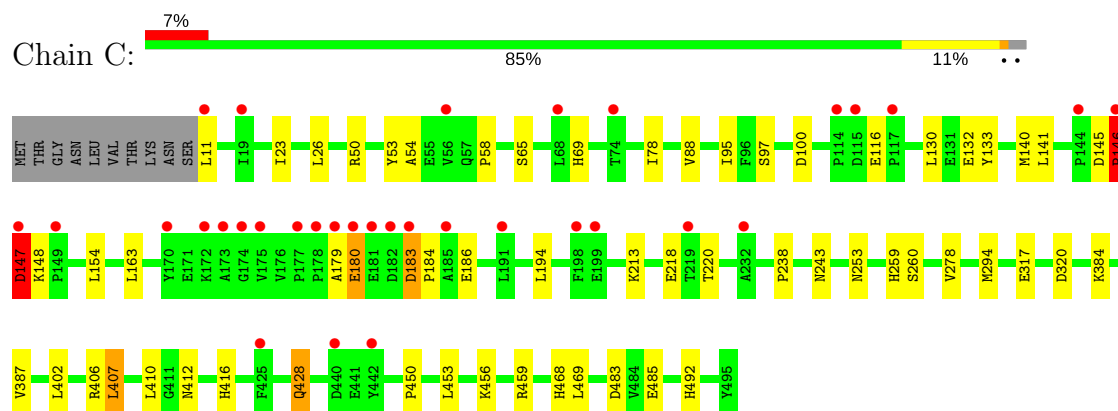 7%
Chain C:
85% 11% • •
MET THR GLY ASN LEU VAL THR LYS ASN SER L11 I19 I23 L26 R50 Y53 A54 E55 V56 Q57 P58 S65 L68 H69 T74 I78 V88 I95 F96 S97 D100 P114 D115 E116 P117 L130 E131 E132 Y133 M140 L141 P144 D145
D147 K148 P149 L154 L163 Y170 E171 K172 A173 G174 V175 V176 P177 P178 A179 E180 E181 D182 D183 P184 A185 E186 L191 L194 F198 E199 K213 E218 T219 T220 A232 P238 N243 N253 H259 S260 V278 M294 E317 D320 K384
V387 L402 R406 L407 L410 G411 N412 H416 F425 Q428 D440 E441 Y442 P450 L453 K456 R459 H468 L469 D483 V484 E485 H492 Y495